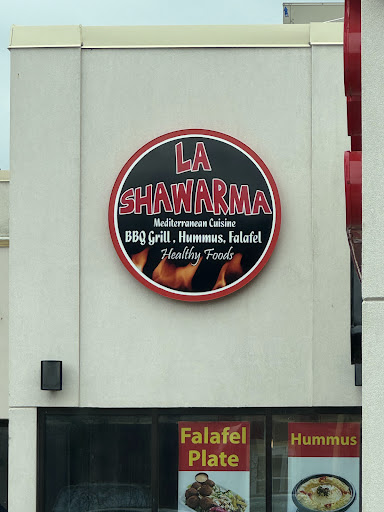 LA
SHAWARMA
Mediterranean Cuisine
BBQ Grill . Hummus, Falafel
Healthy Foods
Falafel
Plate
Hummus